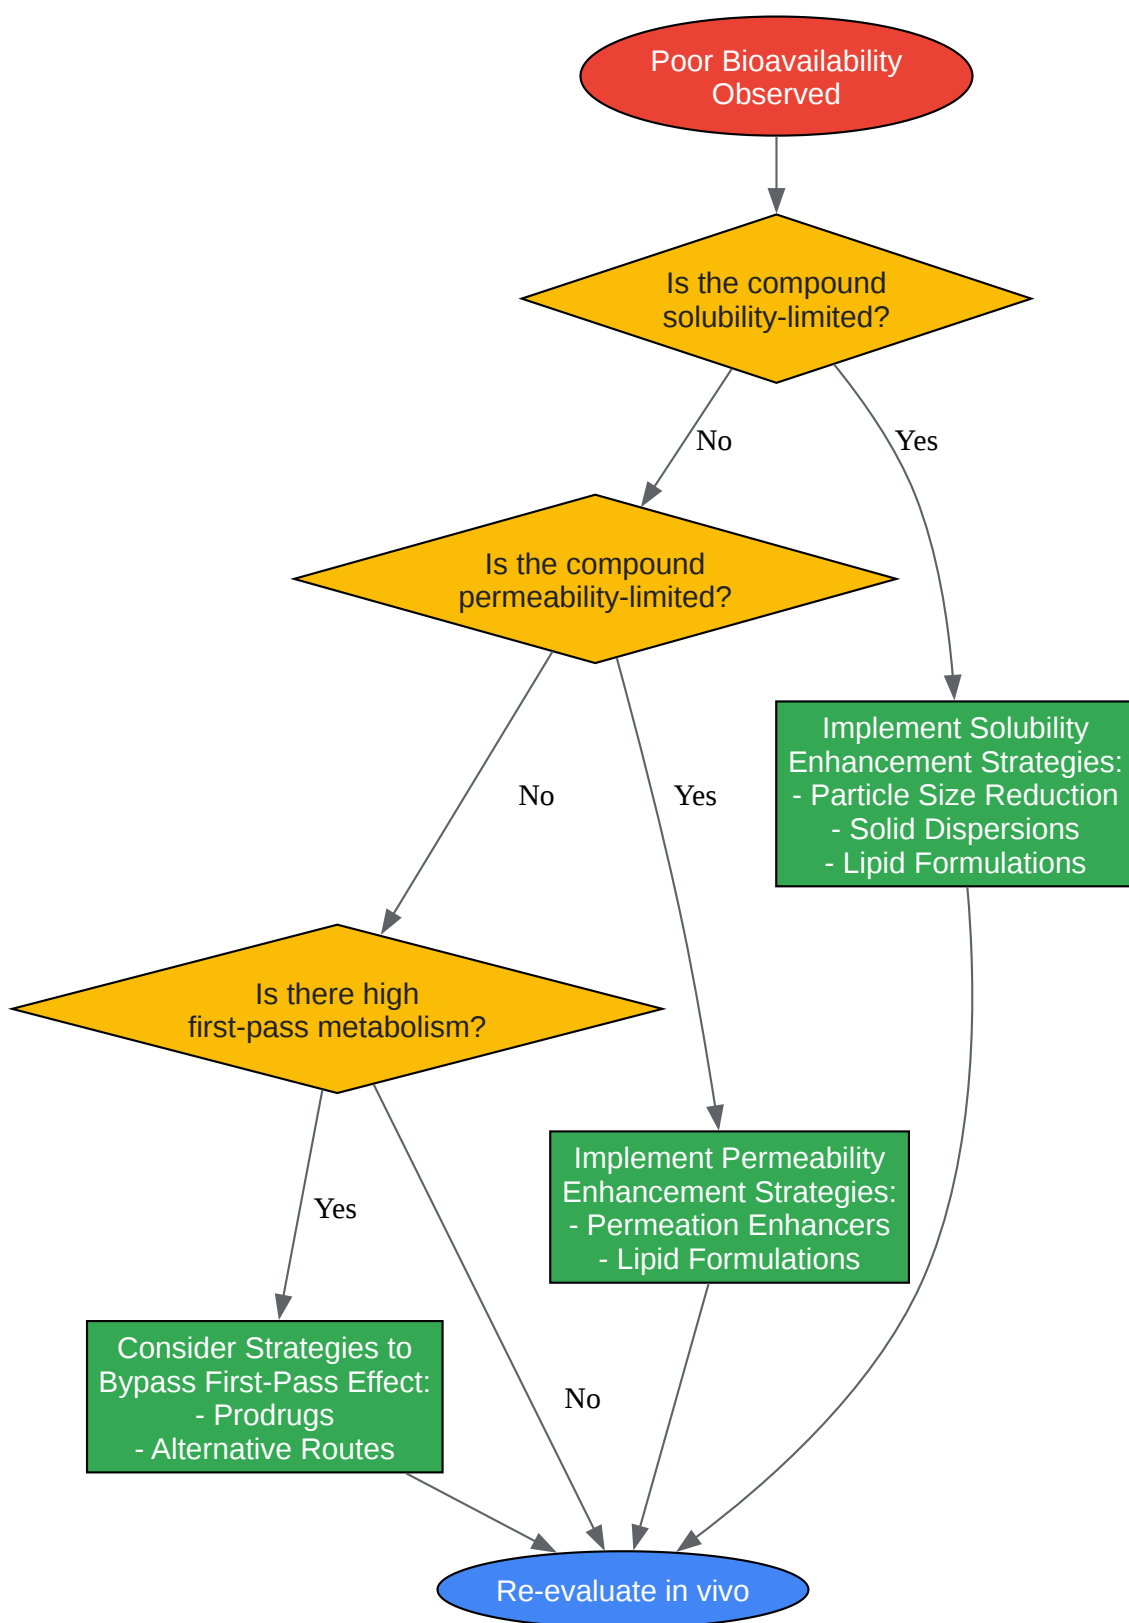 Poor Bioavailability
Observed
Is the compound
solubility-limited?
No
Yes
Is the compound
permeability-limited?
No
Yes
Implement Solubility
Enhancement Strategies:
- Particle Size Reduction
- Solid Dispersions
- Lipid Formulations
Is there high
first-pass metabolism?
Yes
No
Implement Permeability
Enhancement Strategies:
- Permeation Enhancers
- Lipid Formulations
Consider Strategies to
Bypass First-Pass Effect:
- Prodrugs
- Alternative Routes
Re-evaluate in vivo